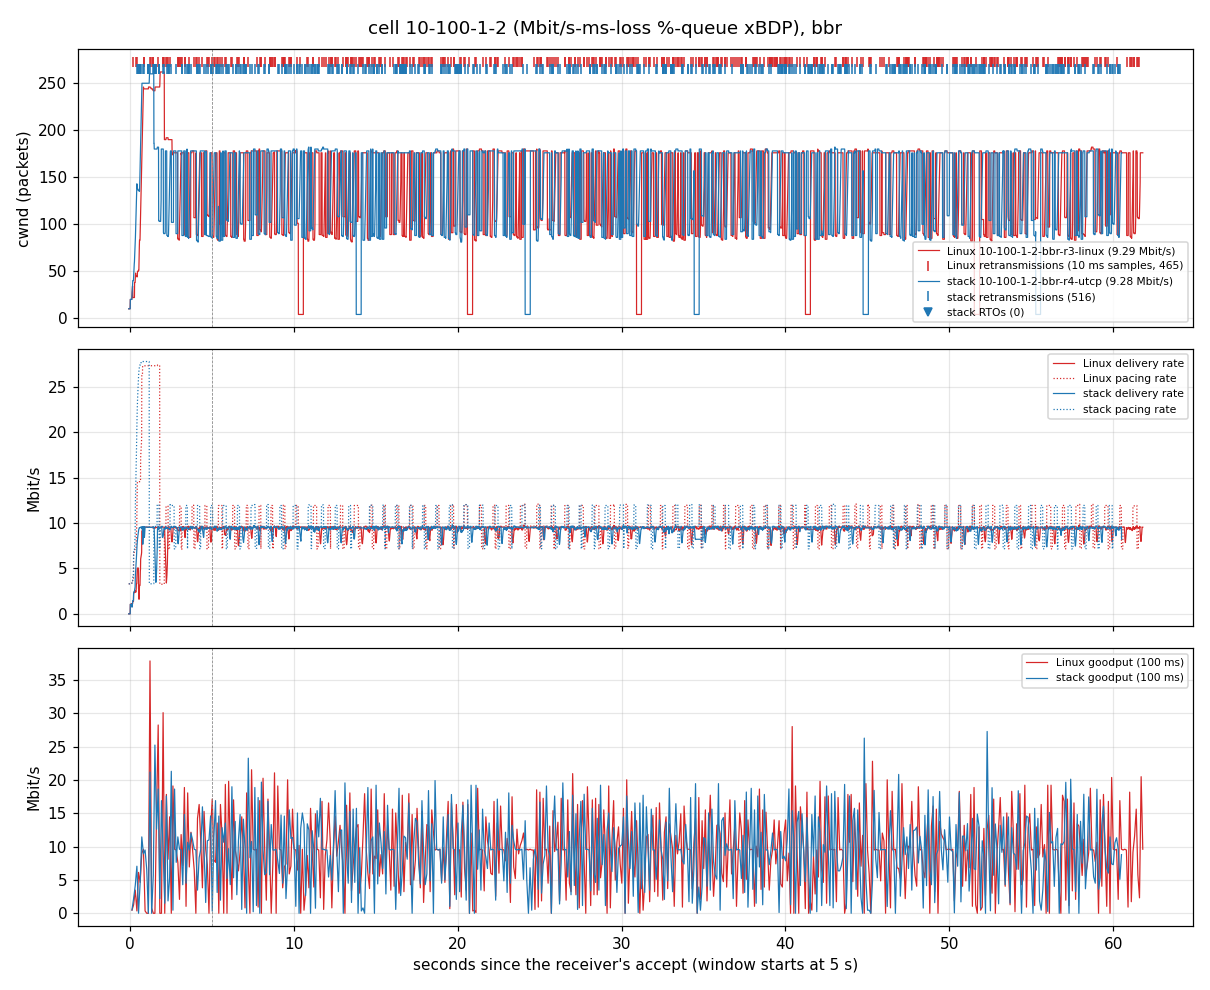 cell 10-100-1-2 (Mbit/s-ms-loss %-queue xBDP), bbr
cwnd (packets)
250
200
150
100
50
0
Linux 10-100-1-2-bbr-r3-linux (9.29 Mbit/s)
Linux retransmissions (10 ms samples, 465)
stack 10-100-1-2-bbr-r4-utcp (9.28 Mbit/s)
stack retransmissions (516)
stack RTOs (0)
Mbit/s
25
20
15
10
5
0
Linux delivery rate
Linux pacing rate
stack delivery rate
stack pacing rate
Mbit/s
35
30
25
20
15
10
5
0
Linux goodput (100 ms)
stack goodput (100 ms)
0 10 20 30 40 50 60
seconds since the receiver's accept (window starts at 5 s)